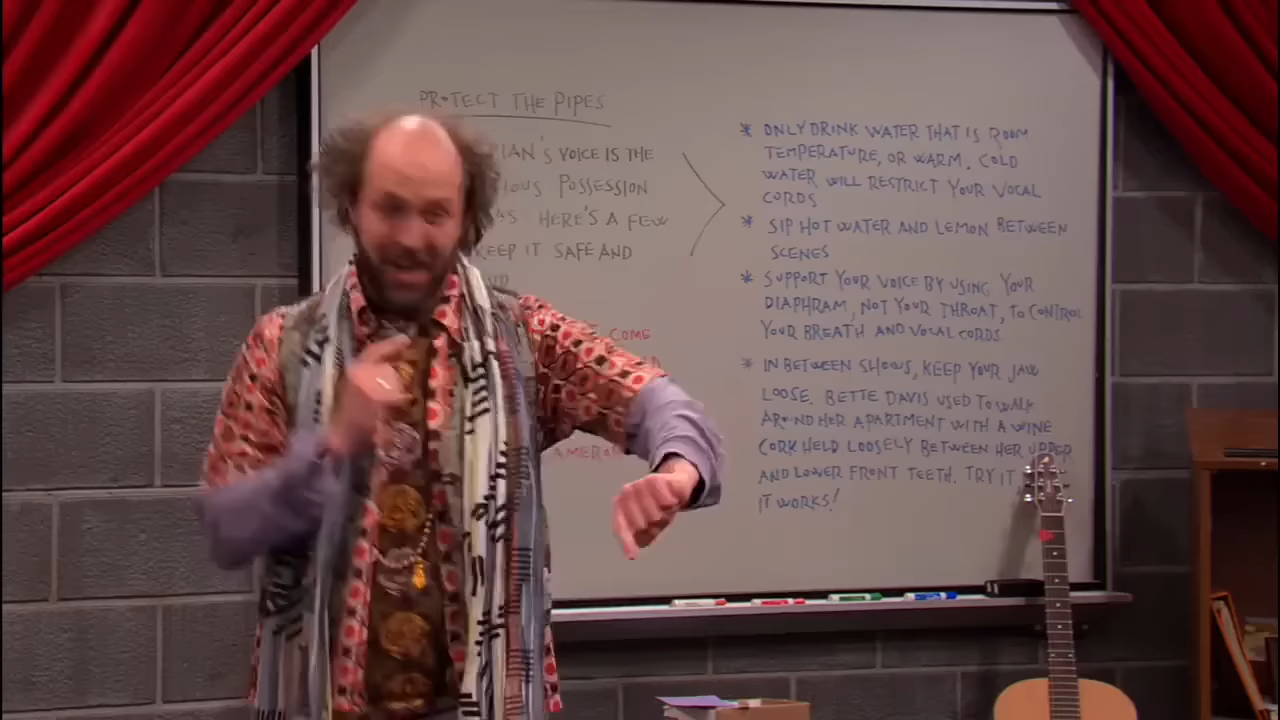 PROTECT THE PIPES
IAN'S VOICE IS THE
IOUS POSSESSION
HERE'S A FEW
KEEP IT SAFE AND
COME
AMERON
* ONLY DRINK WATER THAT IS ROOM
TEMPERATURE, OR WARM. COLD
WATER WILL RESTRICT YOUR VOCAL
CORDS
* SIP HOT WATER AND LEMON BETWEEN
SCENES
* SUPPORT YOUR VOICE BY USING YOUR
DIAPHRAM, NOT YOUR THROAT, TO CONTROL
YOUR BREATH AND VOCAL CORDS.
* IN BETWEEN SHOWS, KEEP YOUR JAW
LOOSE. BETTE DAVIS USED TO WALK
AROUND HER APARTMENT WITH A WINE
CORK HELD LOOSELY BETWEEN HER UPPER
AND LOWER FRONT TEETH. TRY IT
IT WORKS!